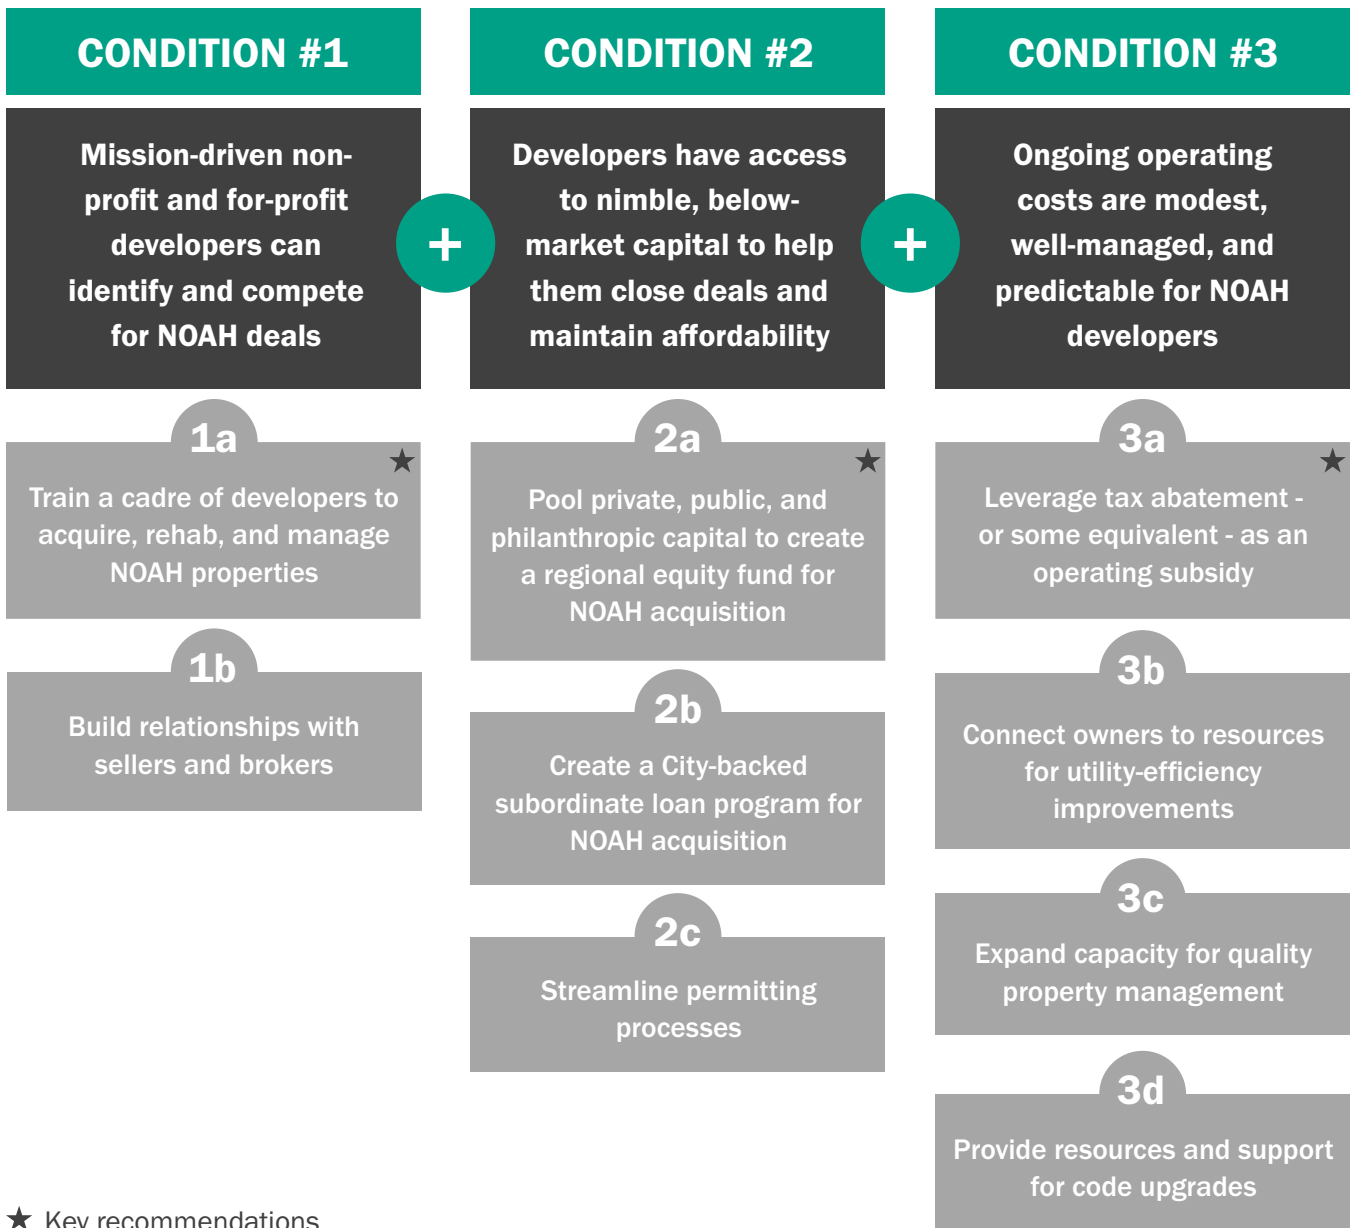 CONDITION #1
Mission-driven non-
profit and for-profit
developers can
identify and compete
for NOAH deals
1a
Train a cadre of developers to
acquire, rehab, and manage
NOAH properties
1b
Build relationships with
sellers and brokers
+
CONDITION #2
Developers have access
to nimble, below-
market capital to help
them close deals and
maintain affordability
2a
Pool private, public, and
philanthropic capital to create
a regional equity fund for
NOAH acquisition
2b
Create a City-backed
subordinate loan program for
NOAH acquisition
2c
Streamline permitting
processes
+
CONDITION #3
Ongoing operating
costs are modest,
well-managed, and
predictable for NOAH
developers
3a
Leverage tax abatement -
or some equivalent - as an
operating subsidy
3b
Connect owners to resources
for utility-efficiency
improvements
3c
Expand capacity for quality
property management
3d
Provide resources and support
for code upgrades
★ Key recommendations